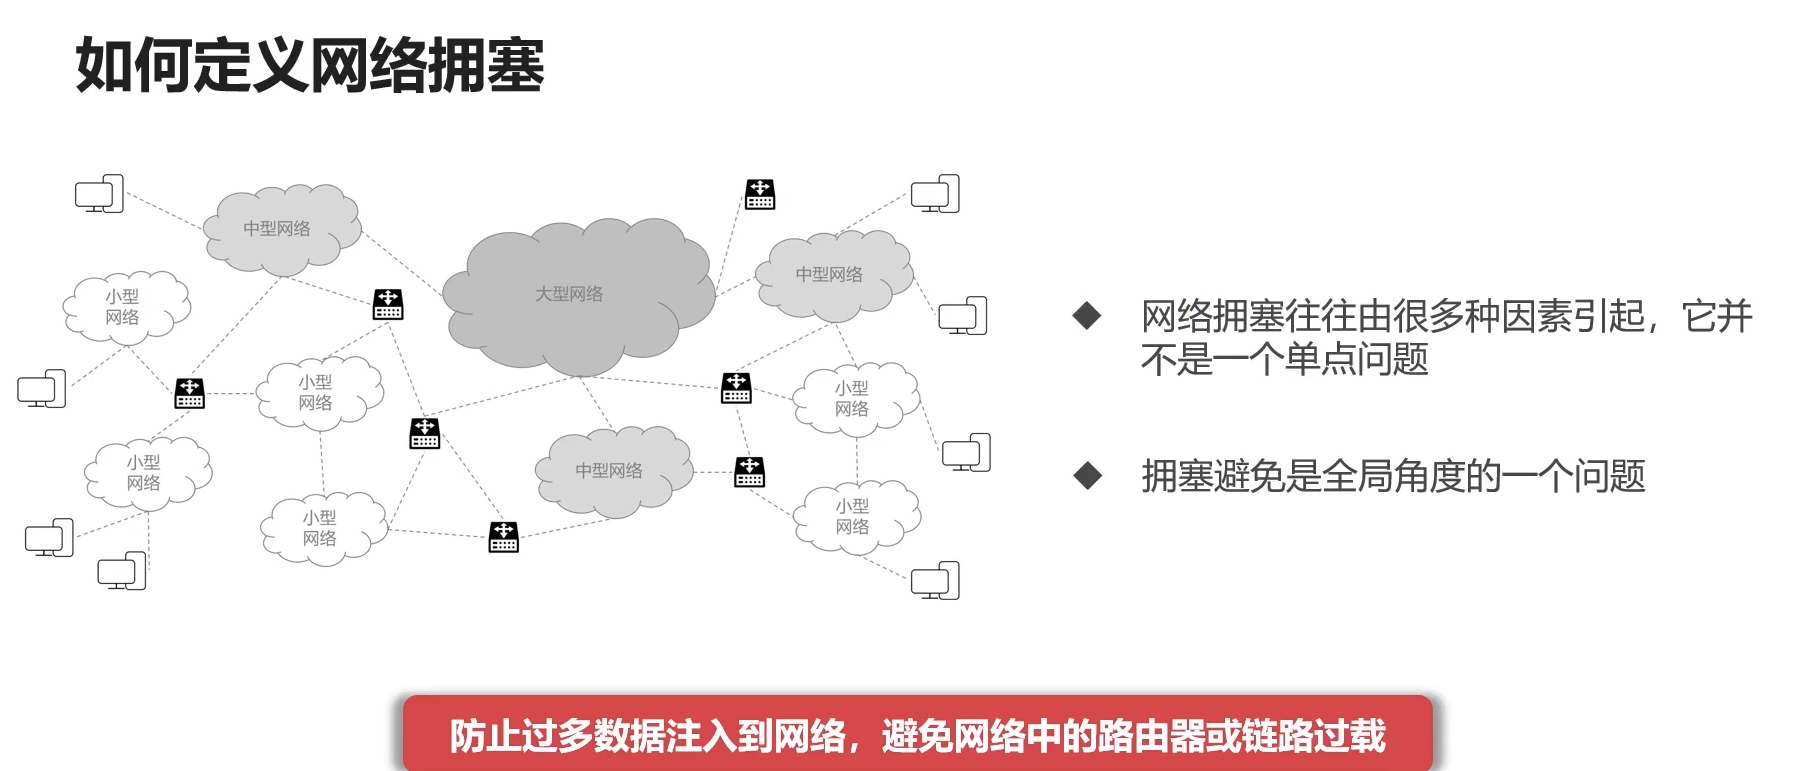 如何定义网络拥塞
中型网络
大型网络
中型网络
小型
网络
小型
网络
小型
网络
小型
网络
中型网络
小型
网络
小型
网络
网络拥塞往往由很多种因素引起，它并
不是一个单点问题
拥塞避免是全局角度的一个问题
防止过多数据注入到网络，避免网络中的路由器或链路过载